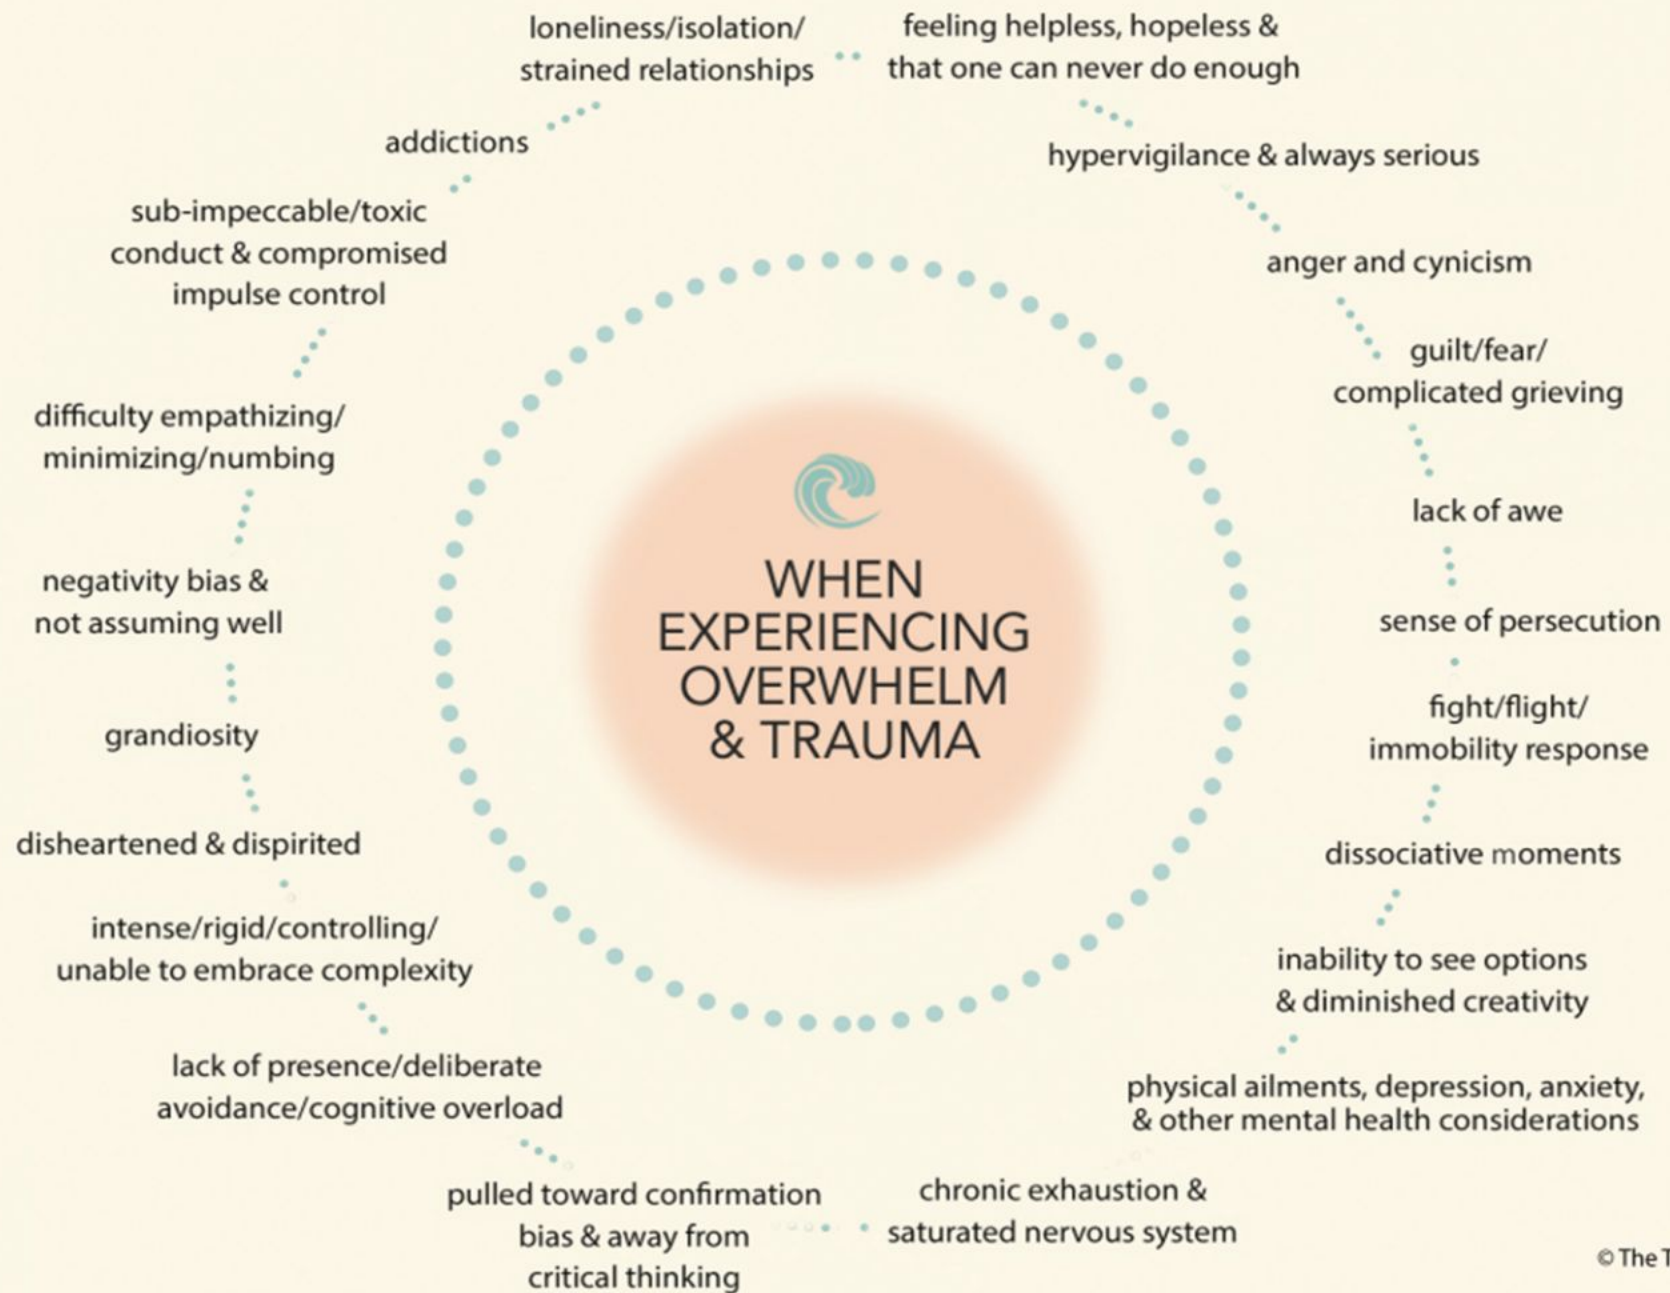 loneliness/isolation/
strained relationships
feeling helpless, hopeless &
that one can never do enough
hypervigilance & always serious
anger and cynicism
guilt/fear/
complicated grieving
lack of awe
sense of persecution
fight/flight/
immobility response
dissociative moments
inability to see options
& diminished creativity
physical ailments, depression, anxiety,
& other mental health considerations
chronic exhaustion &
saturated nervous system
pulled toward confirmation
bias & away from
critical thinking
lack of presence/deliberate
avoidance/cognitive overload
intense/rigid/controlling/
unable to embrace complexity
disheartened & dispirited
grandiosity
negativity bias &
not assuming well
difficulty empathizing/
minimizing/numbing
sub-impeccable/toxic
conduct & compromised
impulse control
addictions
WHEN
EXPERIENCING
OVERWHELM
& TRAUMA
© The T